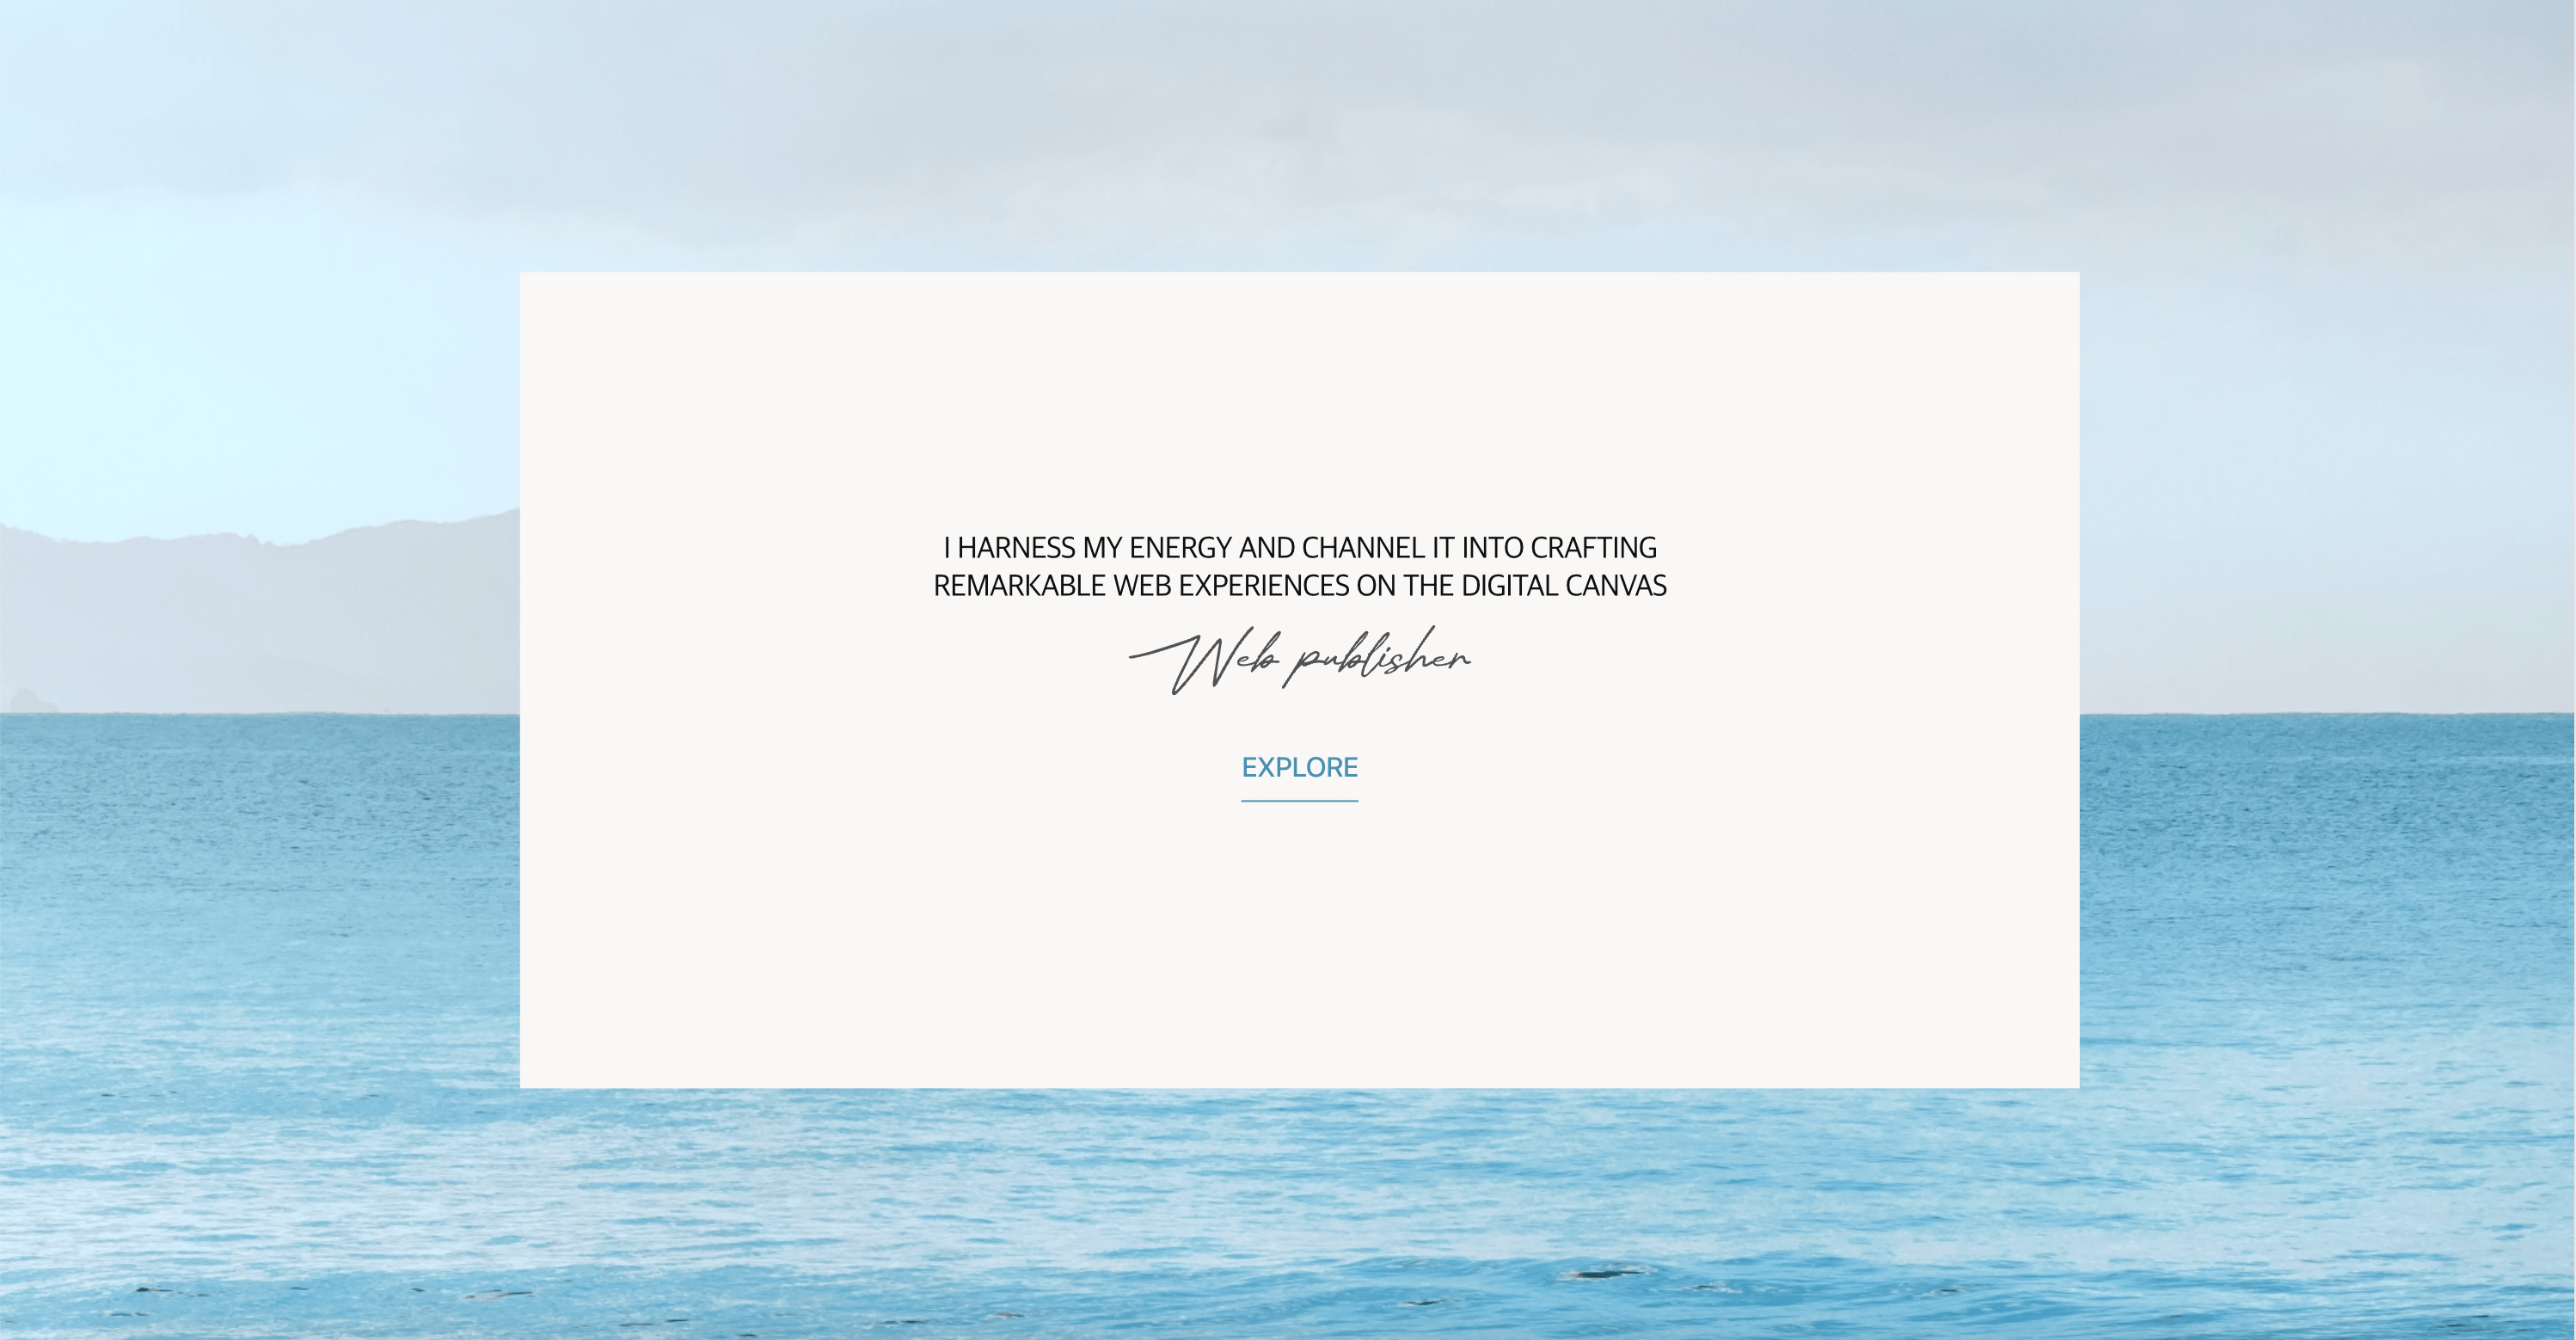 I HARNESS MY ENERGY AND CHANNEL IT INTO CRAFTING
REMARKABLE WEB EXPERIENCES ON THE DIGITAL CANVAS
Web publisher
EXPLORE